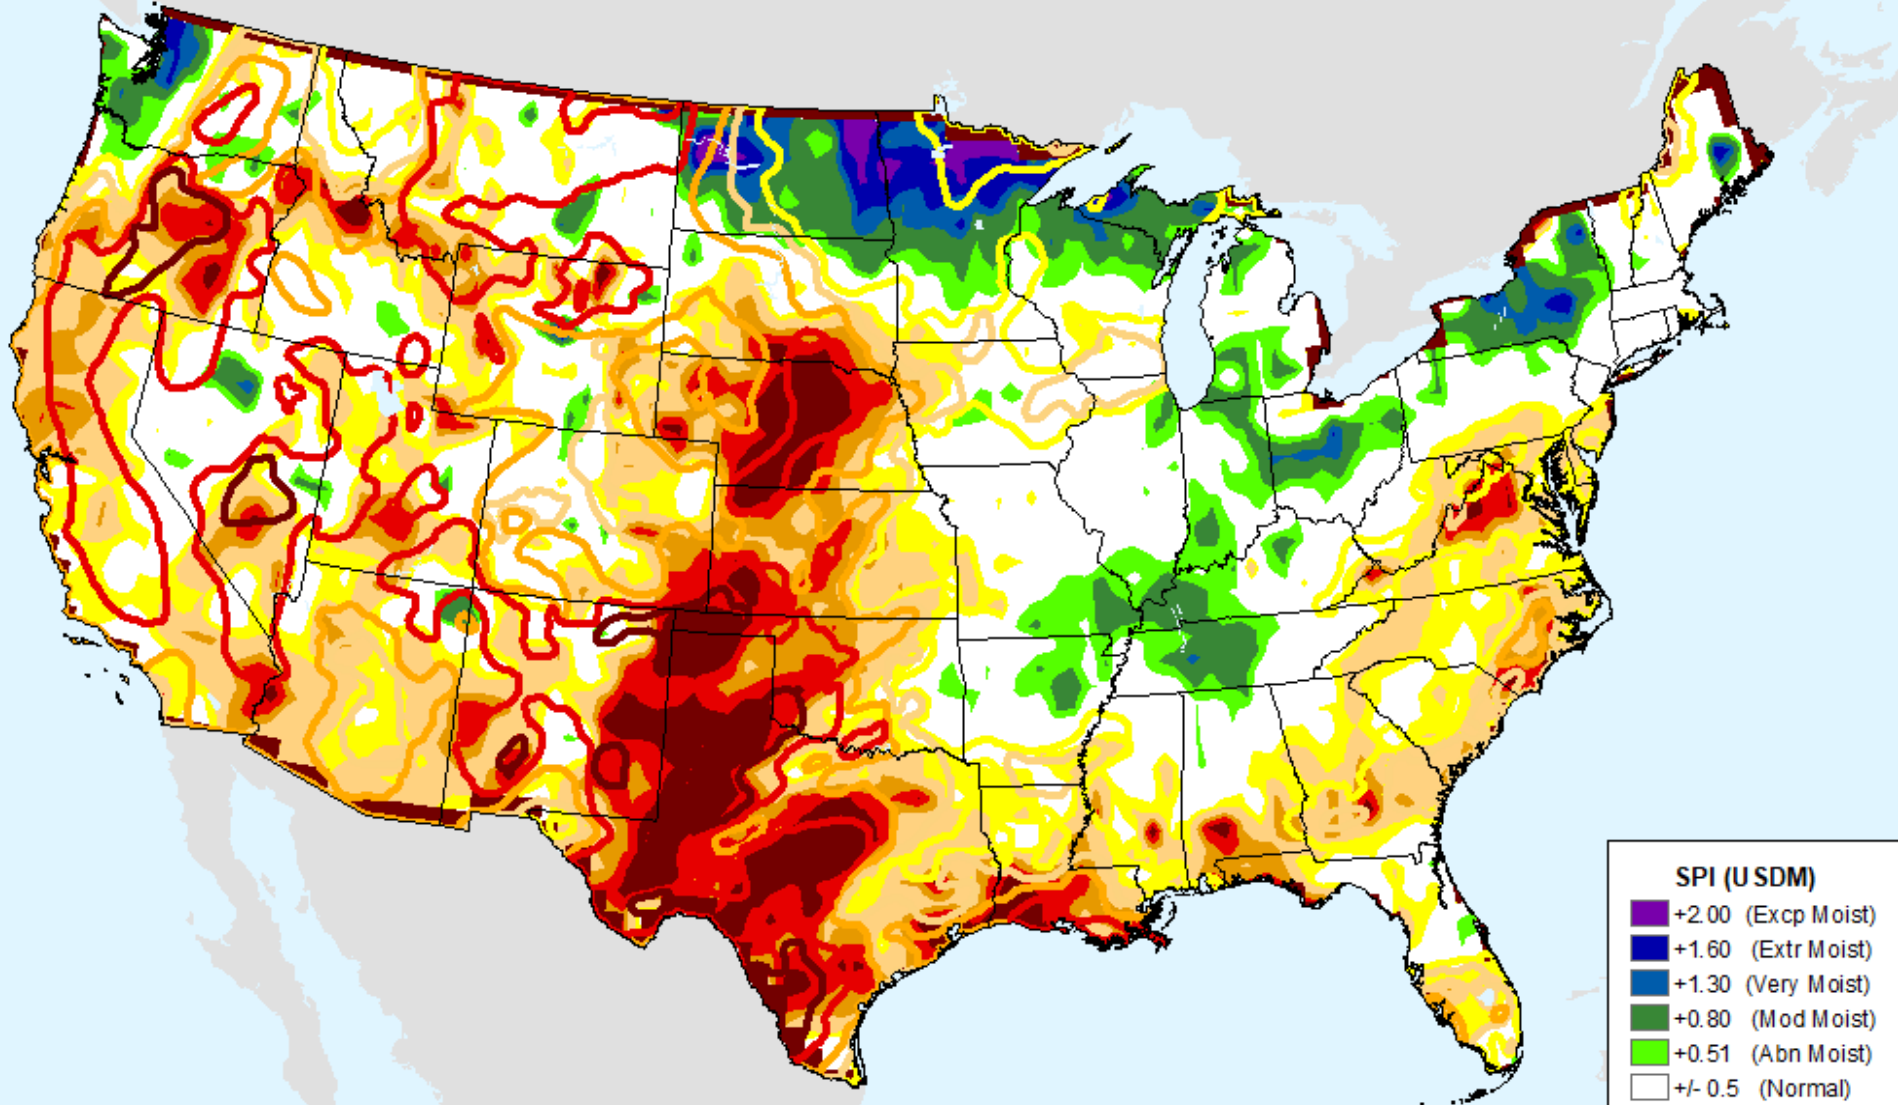 SPI (USDM)
+2.00 (Excp Moist)
+1.60 (Extr Moist)
+1.30 (Very Moist)
+0.80 (Mod Moist)
+0.51 (Abn Moist)
+/- 0.5 (Normal)